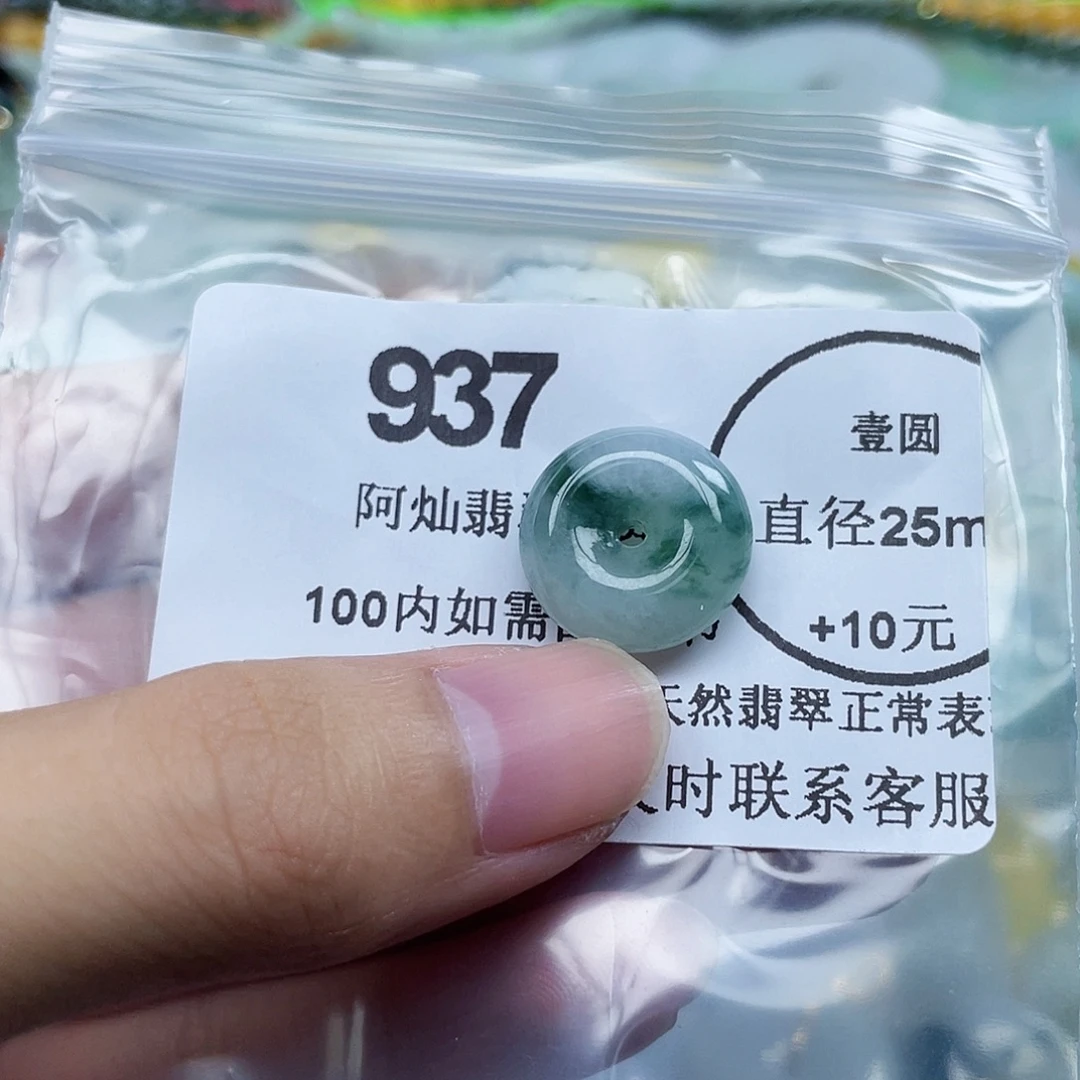 937
阿灿翡
壹圆
直径25m
100内如需
+10元
天然翡翠正常表
时联系客服